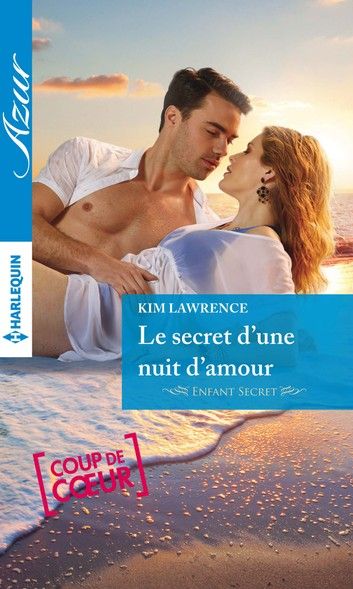 Azur
HARLEQUIN
KIM LAWRENCE
Le secret d'une
nuit d'amour
ENFANT SECRET
COUP DE
CŒUR